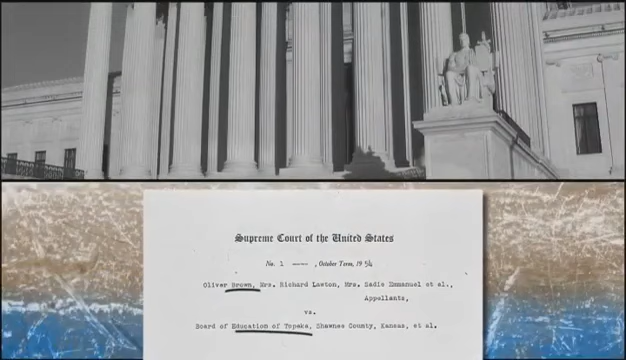 Supreme Court of the United States
No. 1 ---- , October Term, 1954
Oliver Brown, Mrs. Richard Lawton, Mrs. Sadie Emmanuel et al.,
Appellants,
vs.
Board of Education of Topeka, Shawnee County, Kansas, et al.